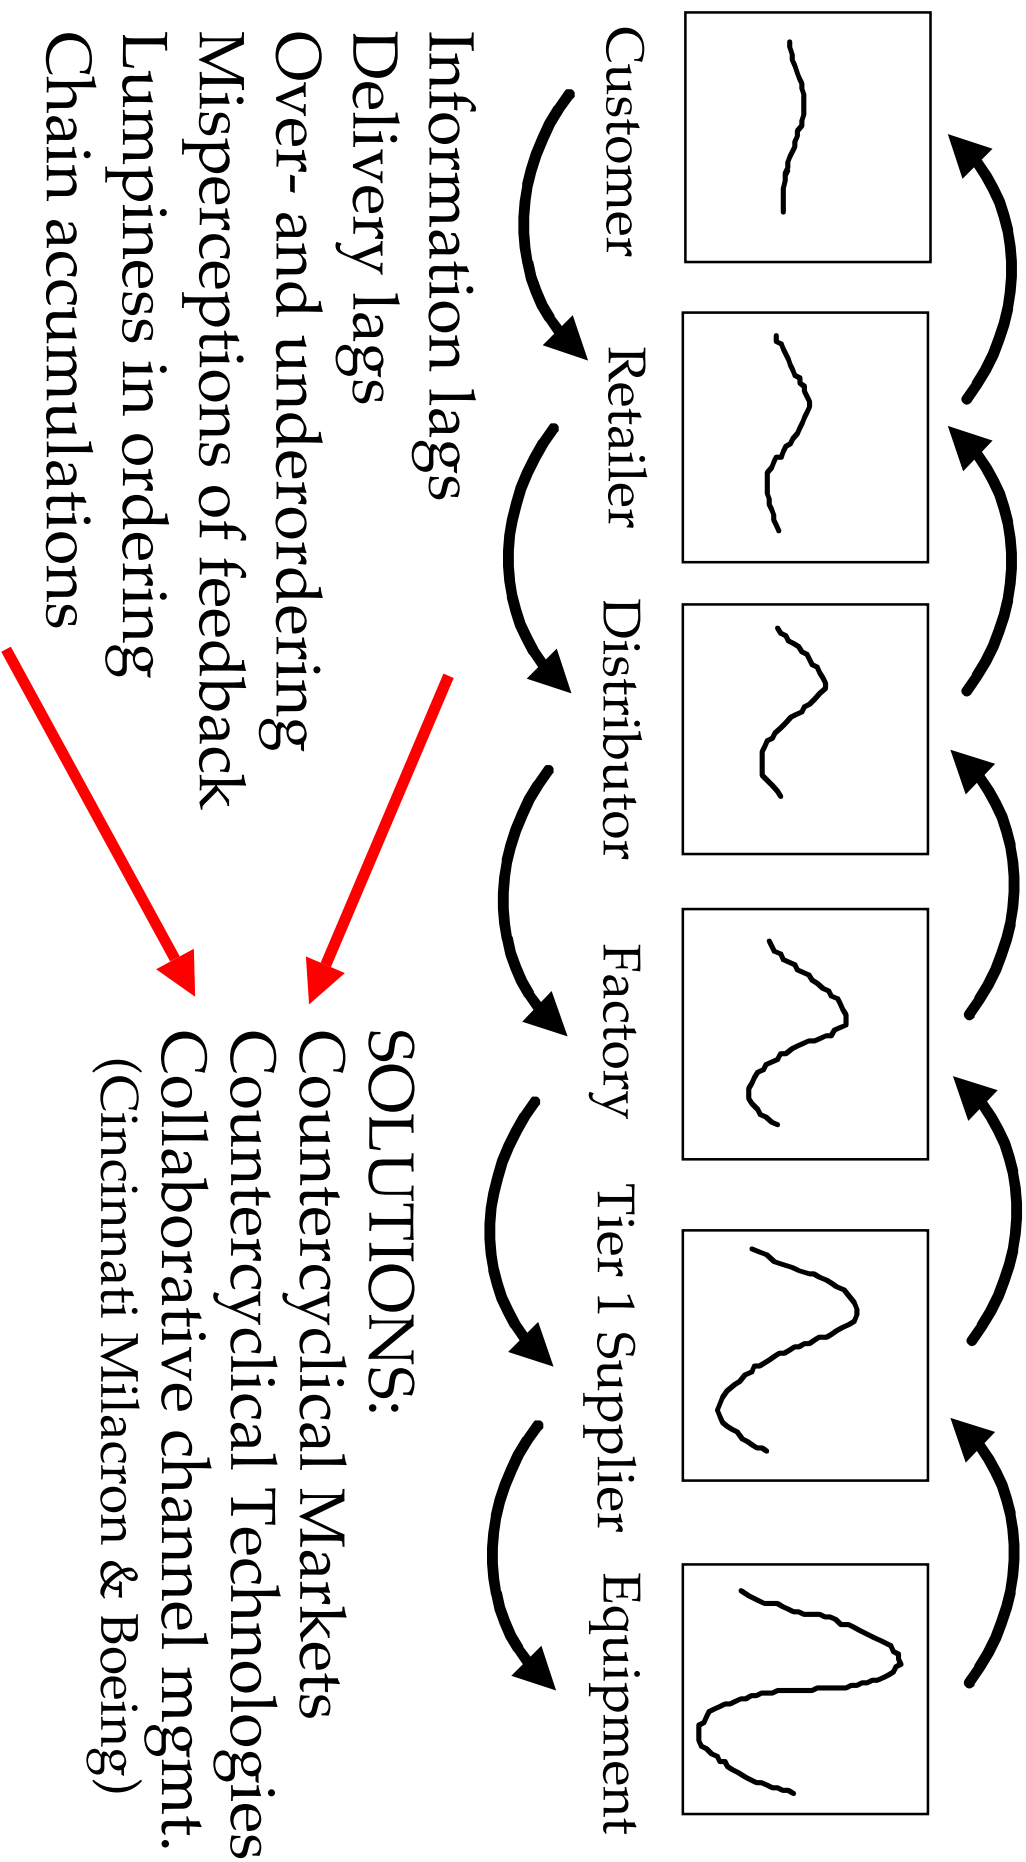 Customer
Retailer
Distributor
Factory
Tier 1 Supplier
Equipment
Information lags
Delivery lags
Over- and underordering
Misperceptions of feedback
Lumpiness in ordering
Chain accumulations
SOLUTIONS:
Countercyclical Markets
Countercyclical Technologies
Collaborative channel mgmt.
(Cincinnati Milacron & Boeing)